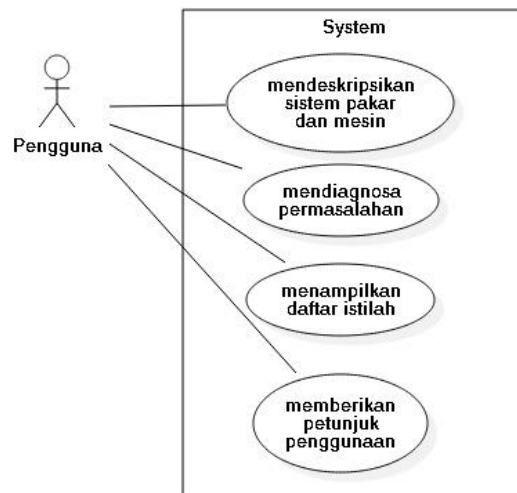 System
mendeskripsikan
sistem pakar
dan mesin
Pengguna
mendiagnosa
permasalahan
menampilkan
daftar istilah
memberikan
petunjuk
penggunaan